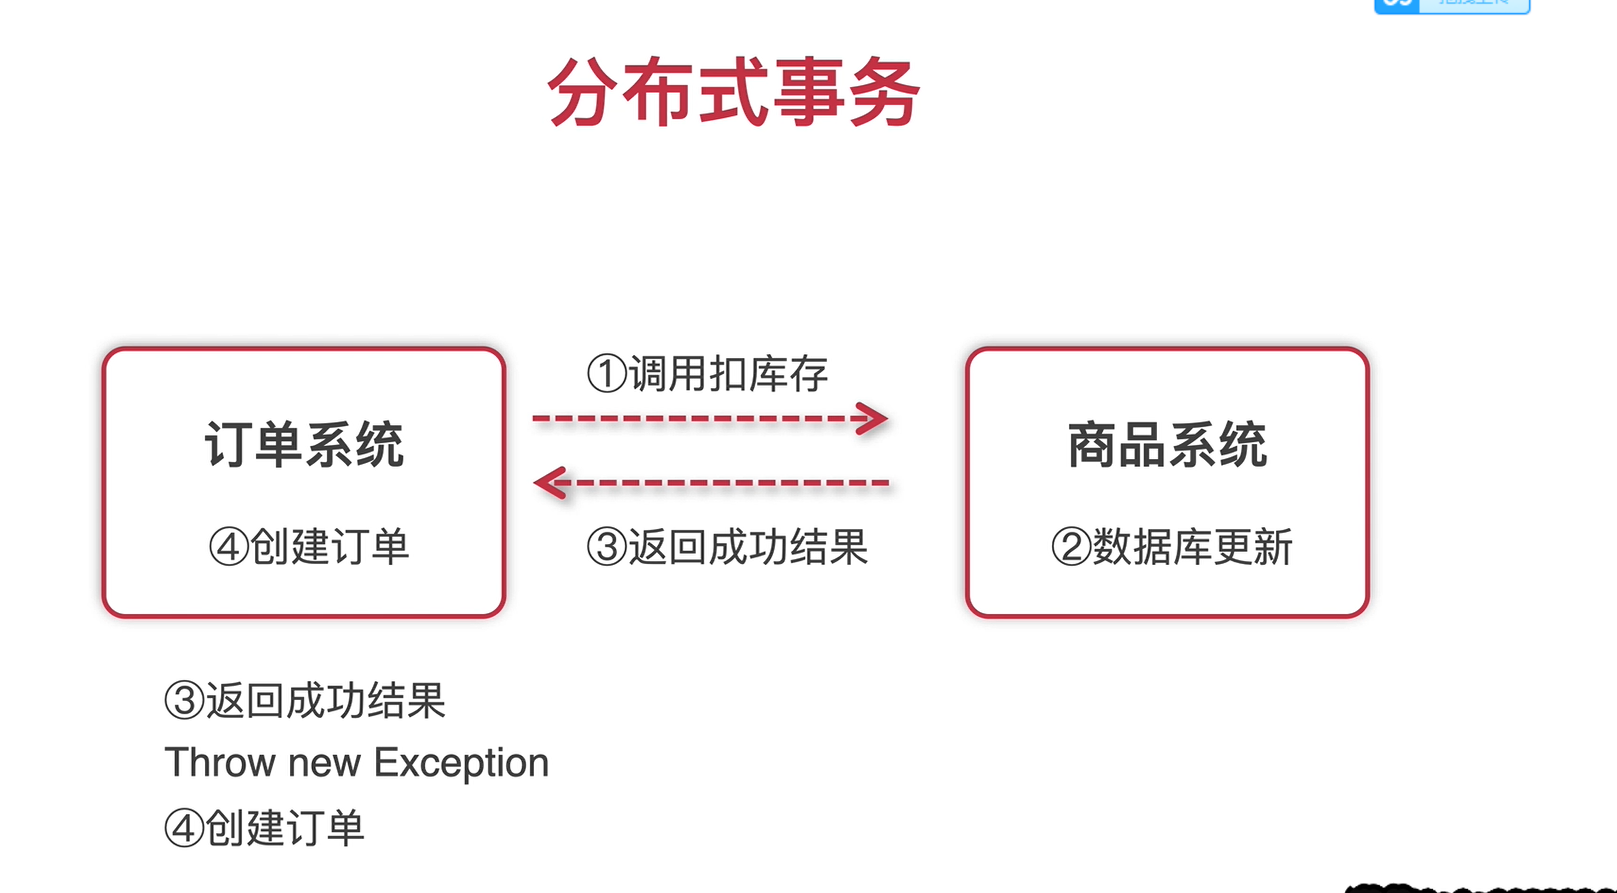 分布式事务
①调用扣库存
订单系统
商品系统
④创建订单
③返回成功结果
②数据库更新
③返回成功结果
Throw new Exception
④创建订单